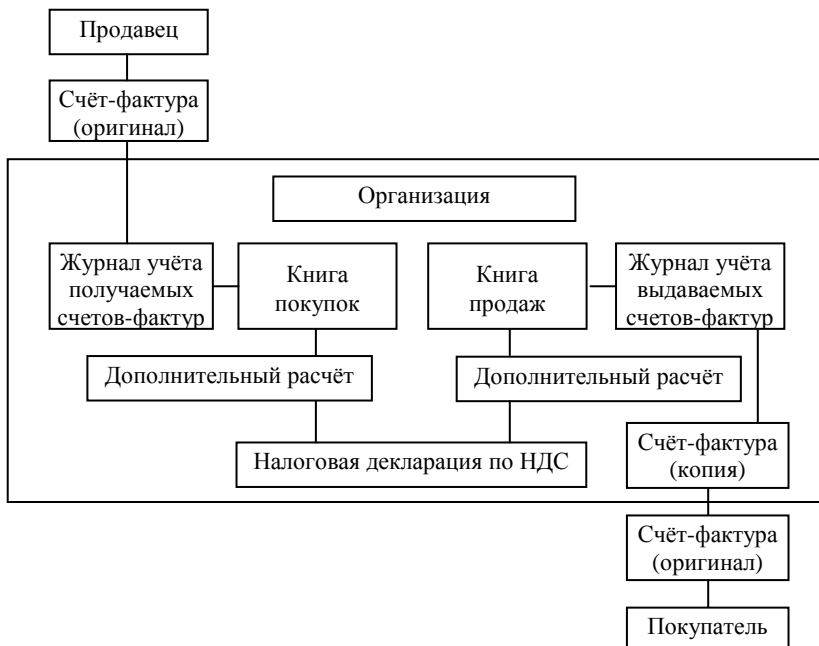 Продавец
Счёт-фактура
(оригинал)
Организация
Журнал учёта
получаемых
счетов-фактур
Книга
покупок
Книга
продаж
Журнал учёта
выдаваемых
счетов-фактур
Дополнительный расчёт
Дополнительный расчёт
Налоговая декларация по НДС
Счёт-фактура
(копия)
Счёт-фактура
(оригинал)
Покупатель